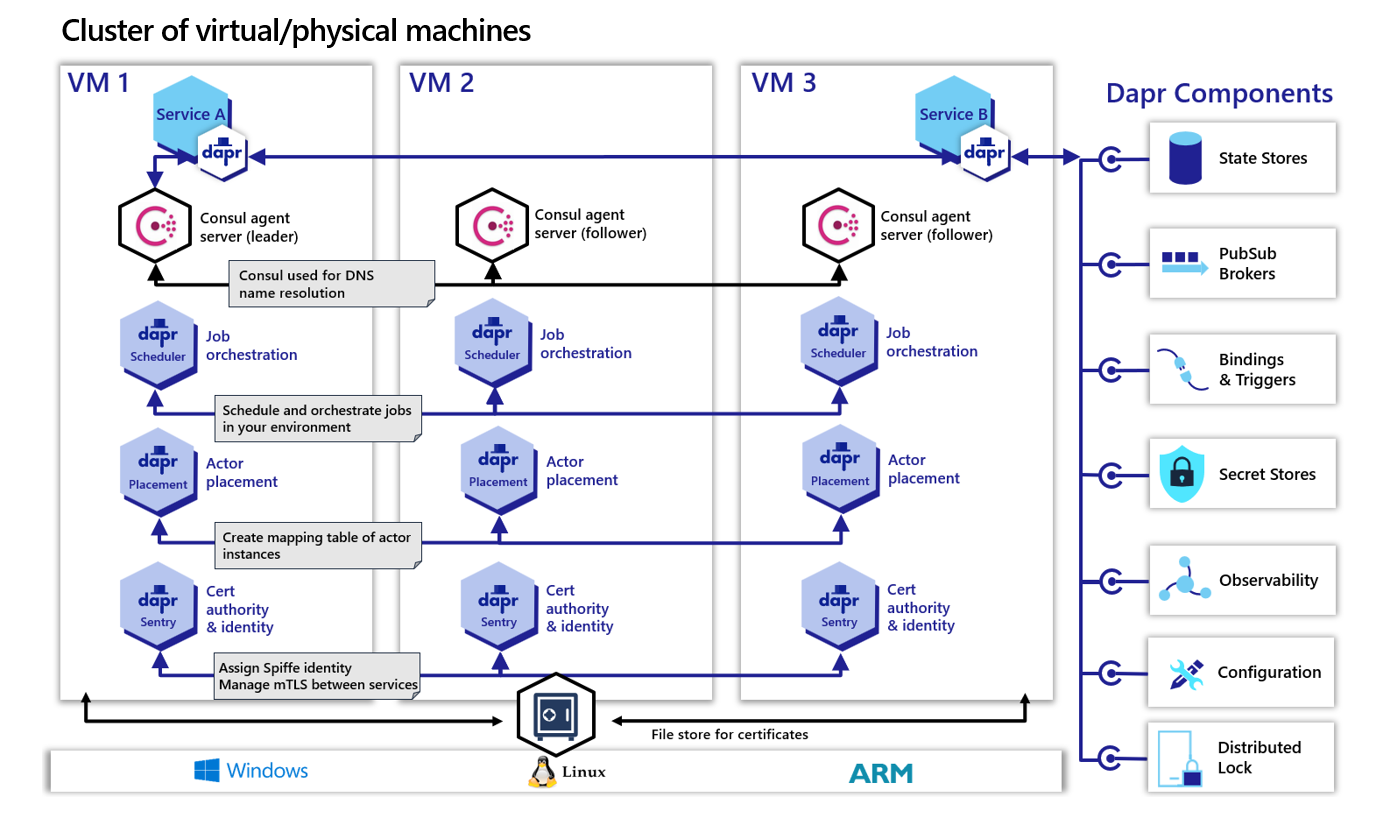 Cluster of virtual/physical machines
VM 1
VM 2
VM 3
Service A
dapr
Service B
dapr
Consul agent
server (leader)
Consul agent
server (follower)
Consul agent
server (follower)
Consul used for DNS
name resolution
dapr
Scheduler
Job
orchestration
dapr
Scheduler
Job
orchestration
dapr
Scheduler
Job
orchestration
Schedule and orchestrate jobs
in your environment
dapr
Placement
Actor
placement
dapr
Placement
Actor
placement
dapr
Placement
Actor
placement
Create mapping table of actor
instances
dapr
Sentry
Cert
authority
& identity
dapr
Sentry
Cert
authority
& identity
dapr
Sentry
Cert
authority
& identity
Assign Spiffe identity
Manage mTLS between services
File store for certificates
Windows
Linux
ARM
Dapr Components
State Stores
PubSub
Brokers
Bindings
& Triggers
Secret Stores
Observability
Configuration
Distributed
Lock